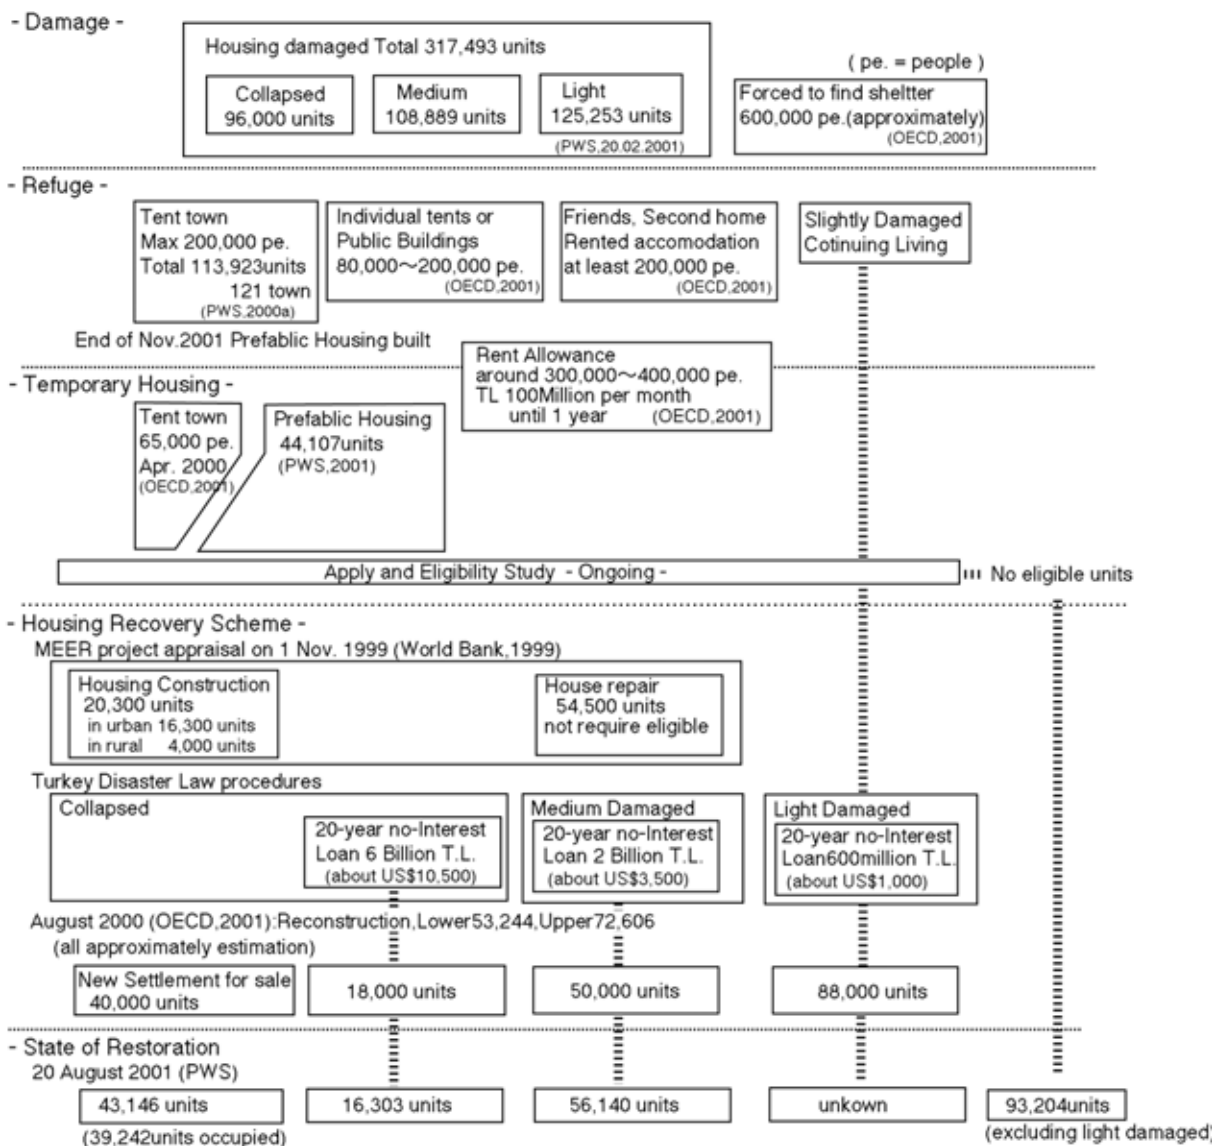 - Damage -
Housing damaged Total 317,493 units
( pe. = people )
Collapsed
96,000 units
Medium
108,889 units
Light
125,253 units
(PWS,20.02.2001)
Forced to find sheltter
600,000 pe.(approximately)
(OECD,2001)
- Refuge -
Tent town
Max 200,000 pe.
Total 113,923units
121 town
(PWS,2000a)
Individual tents or
Public Buildings
80,000～200,000 pe.
(OECD,2001)
Friends, Second home
Rented accomodation
at least 200,000 pe.
(OECD,2001)
Slightly Damaged
Cotinuing Living
End of Nov.2001 Prefablic Housing built
Rent Allowance
around 300,000～400,000 pe.
TL 100Million per month
until 1 year (OECD,2001)
- Temporary Housing -
Tent town
65,000 pe.
Apr. 2000
(OECD,2001)
Prefablic Housing
44,107units
(PWS,2001)
Apply and Eligibility Study - Ongoing -
No eligible units
- Housing Recovery Scheme -
MEER project appraisal on 1 Nov. 1999 (World Bank,1999)
Housing Construction
20,300 units
in urban 16,300 units
in rural 4,000 units
House repair
54,500 units
not require eligible
Turkey Disaster Law procedures
Collapsed
20-year no-Interest
Loan 6 Billion T.L.
(about US$10,500)
Medium Damaged
20-year no-Interest
Loan 2 Billion T.L.
(about US$3,500)
Light Damaged
20-year no-Interest
Loan600million T.L.
(about US$1,000)
August 2000 (OECD,2001):Reconstruction,Lower53,244,Upper72,606
(all approximately estimation)
New Settlement for sale
40,000 units
18,000 units
50,000 units
88,000 units
- State of Restoration
20 August 2001 (PWS)
43,146 units
(39,242units occupied)
16,303 units
56,140 units
unkown
93,204units
(excluding light damaged)